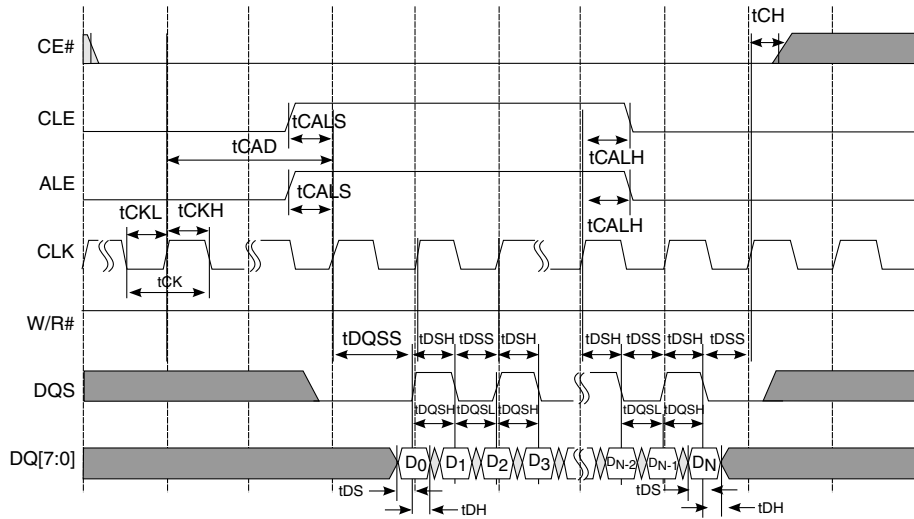 tCH
CE#
CLE
tCALS
tCAD
tCALH
ALE
tCALS
tCKL
tCKH
tCALH
CLK
tCK
W/R#
tDQSS
tDSH
tDSS
tDSH
tDSH
tDSS
tDSH
tDSS
DQS
tDQSH
tDQSL
tDQSH
tDQSL
tDQSH
DQ[7:0]
D0
D1
D2
D3
DN-2
DN-1
DN
tDS
tDH
tDS
tDH